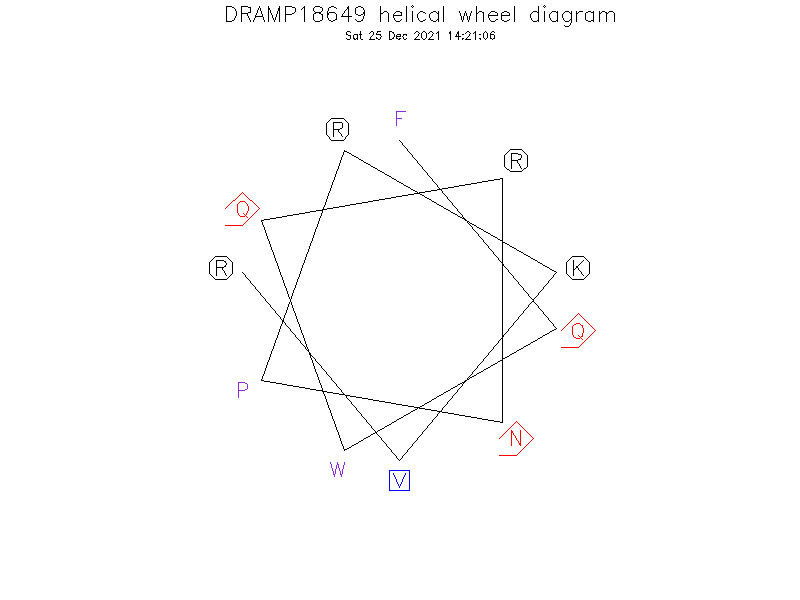 DRAMP18649 helical wheel diagram
Sat 25 Dec 2021 14:21:06
F
R
R
Q
R
K
Q
P
N
W
V